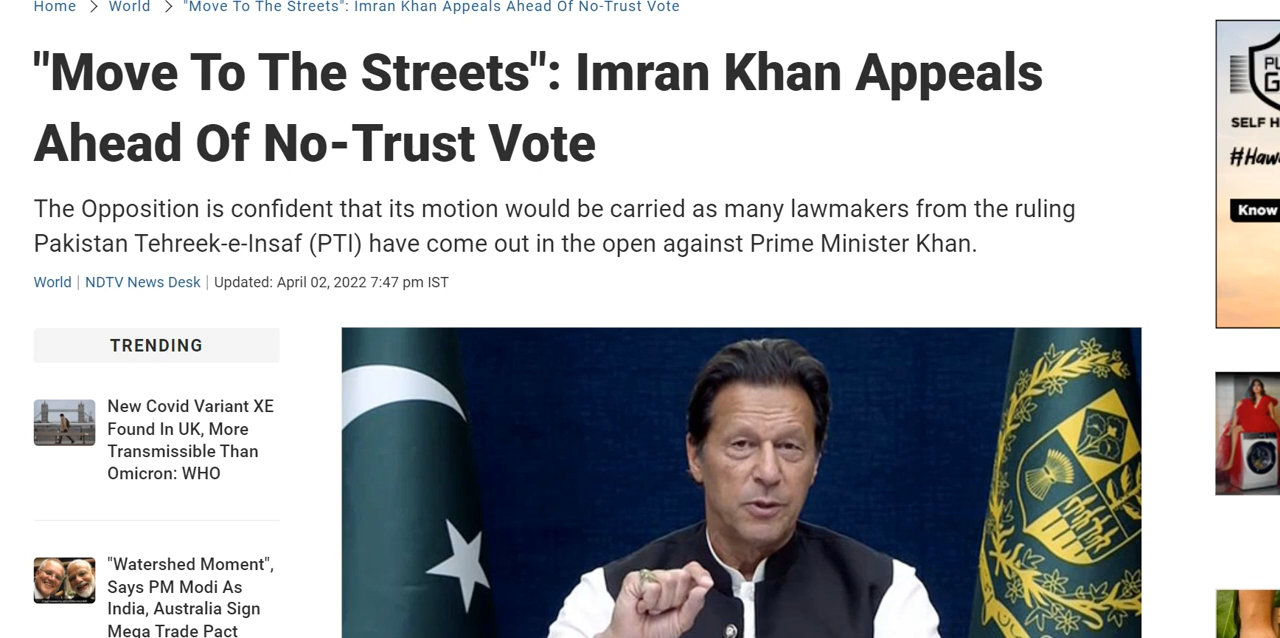 Home > World > "Move To The Streets": Imran Khan Appeals Ahead Of No-Trust Vote
"Move To The Streets": Imran Khan Appeals
Ahead Of No-Trust Vote
The Opposition is confident that its motion would be carried as many lawmakers from the ruling
Pakistan Tehreek-e-Insaf (PTI) have come out in the open against Prime Minister Khan.
World | NDTV News Desk | Updated: April 02, 2022 7:47 pm IST
TRENDING
New Covid Variant XE
Found In UK, More
Transmissible Than
Omicron: WHO
"Watershed Moment",
Says PM Modi As
India, Australia Sign
Mega Trade Pact
SELF H
Know